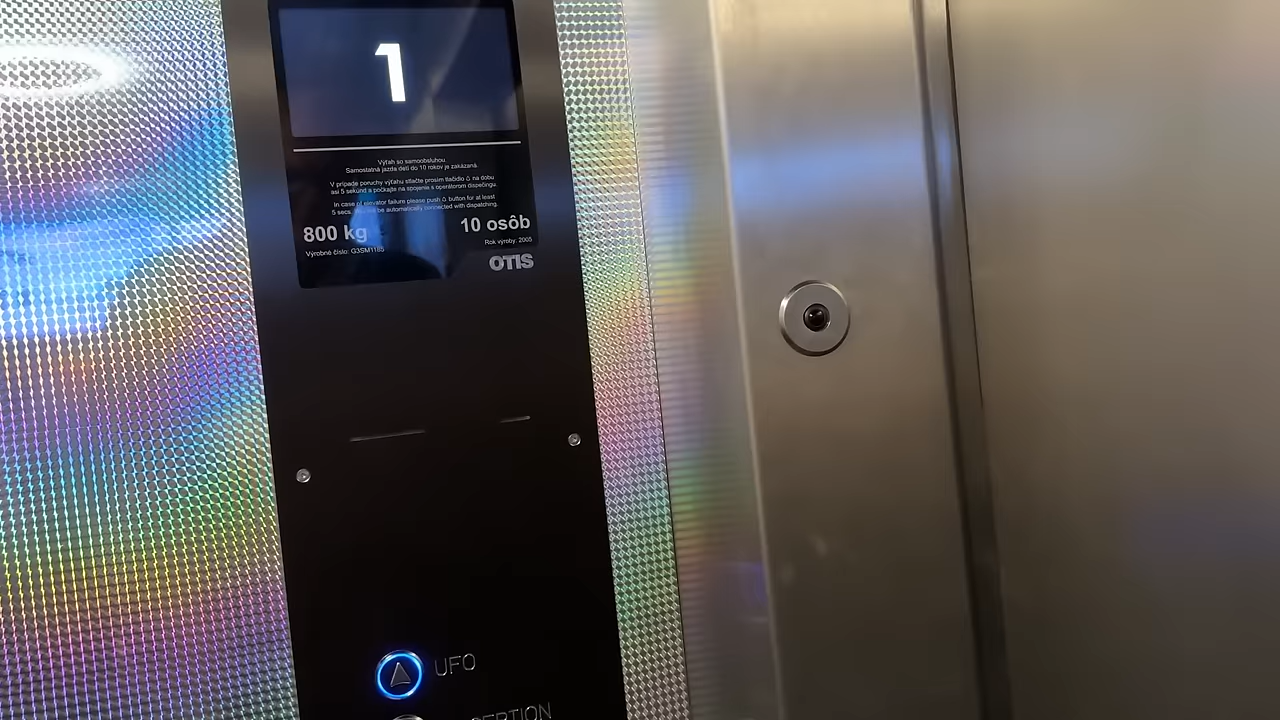 1
Výťah so samoobsluhou
Samostatná jazda detí do 10 rokov je zakázaná.
V prípade poruchy výťahu stlačte prosím tlačidlo na dobu
asi 5 sekúnd a počkajte na spojenie s operátorom dispečingu.
In case of elevator failure please push button for at least
5 secs. You will be automatically connected with dispatching.
800 kg 10 osôb
Výrobné číslo: G3SM1165 Rok výroby: 2005
OTIS
UFO